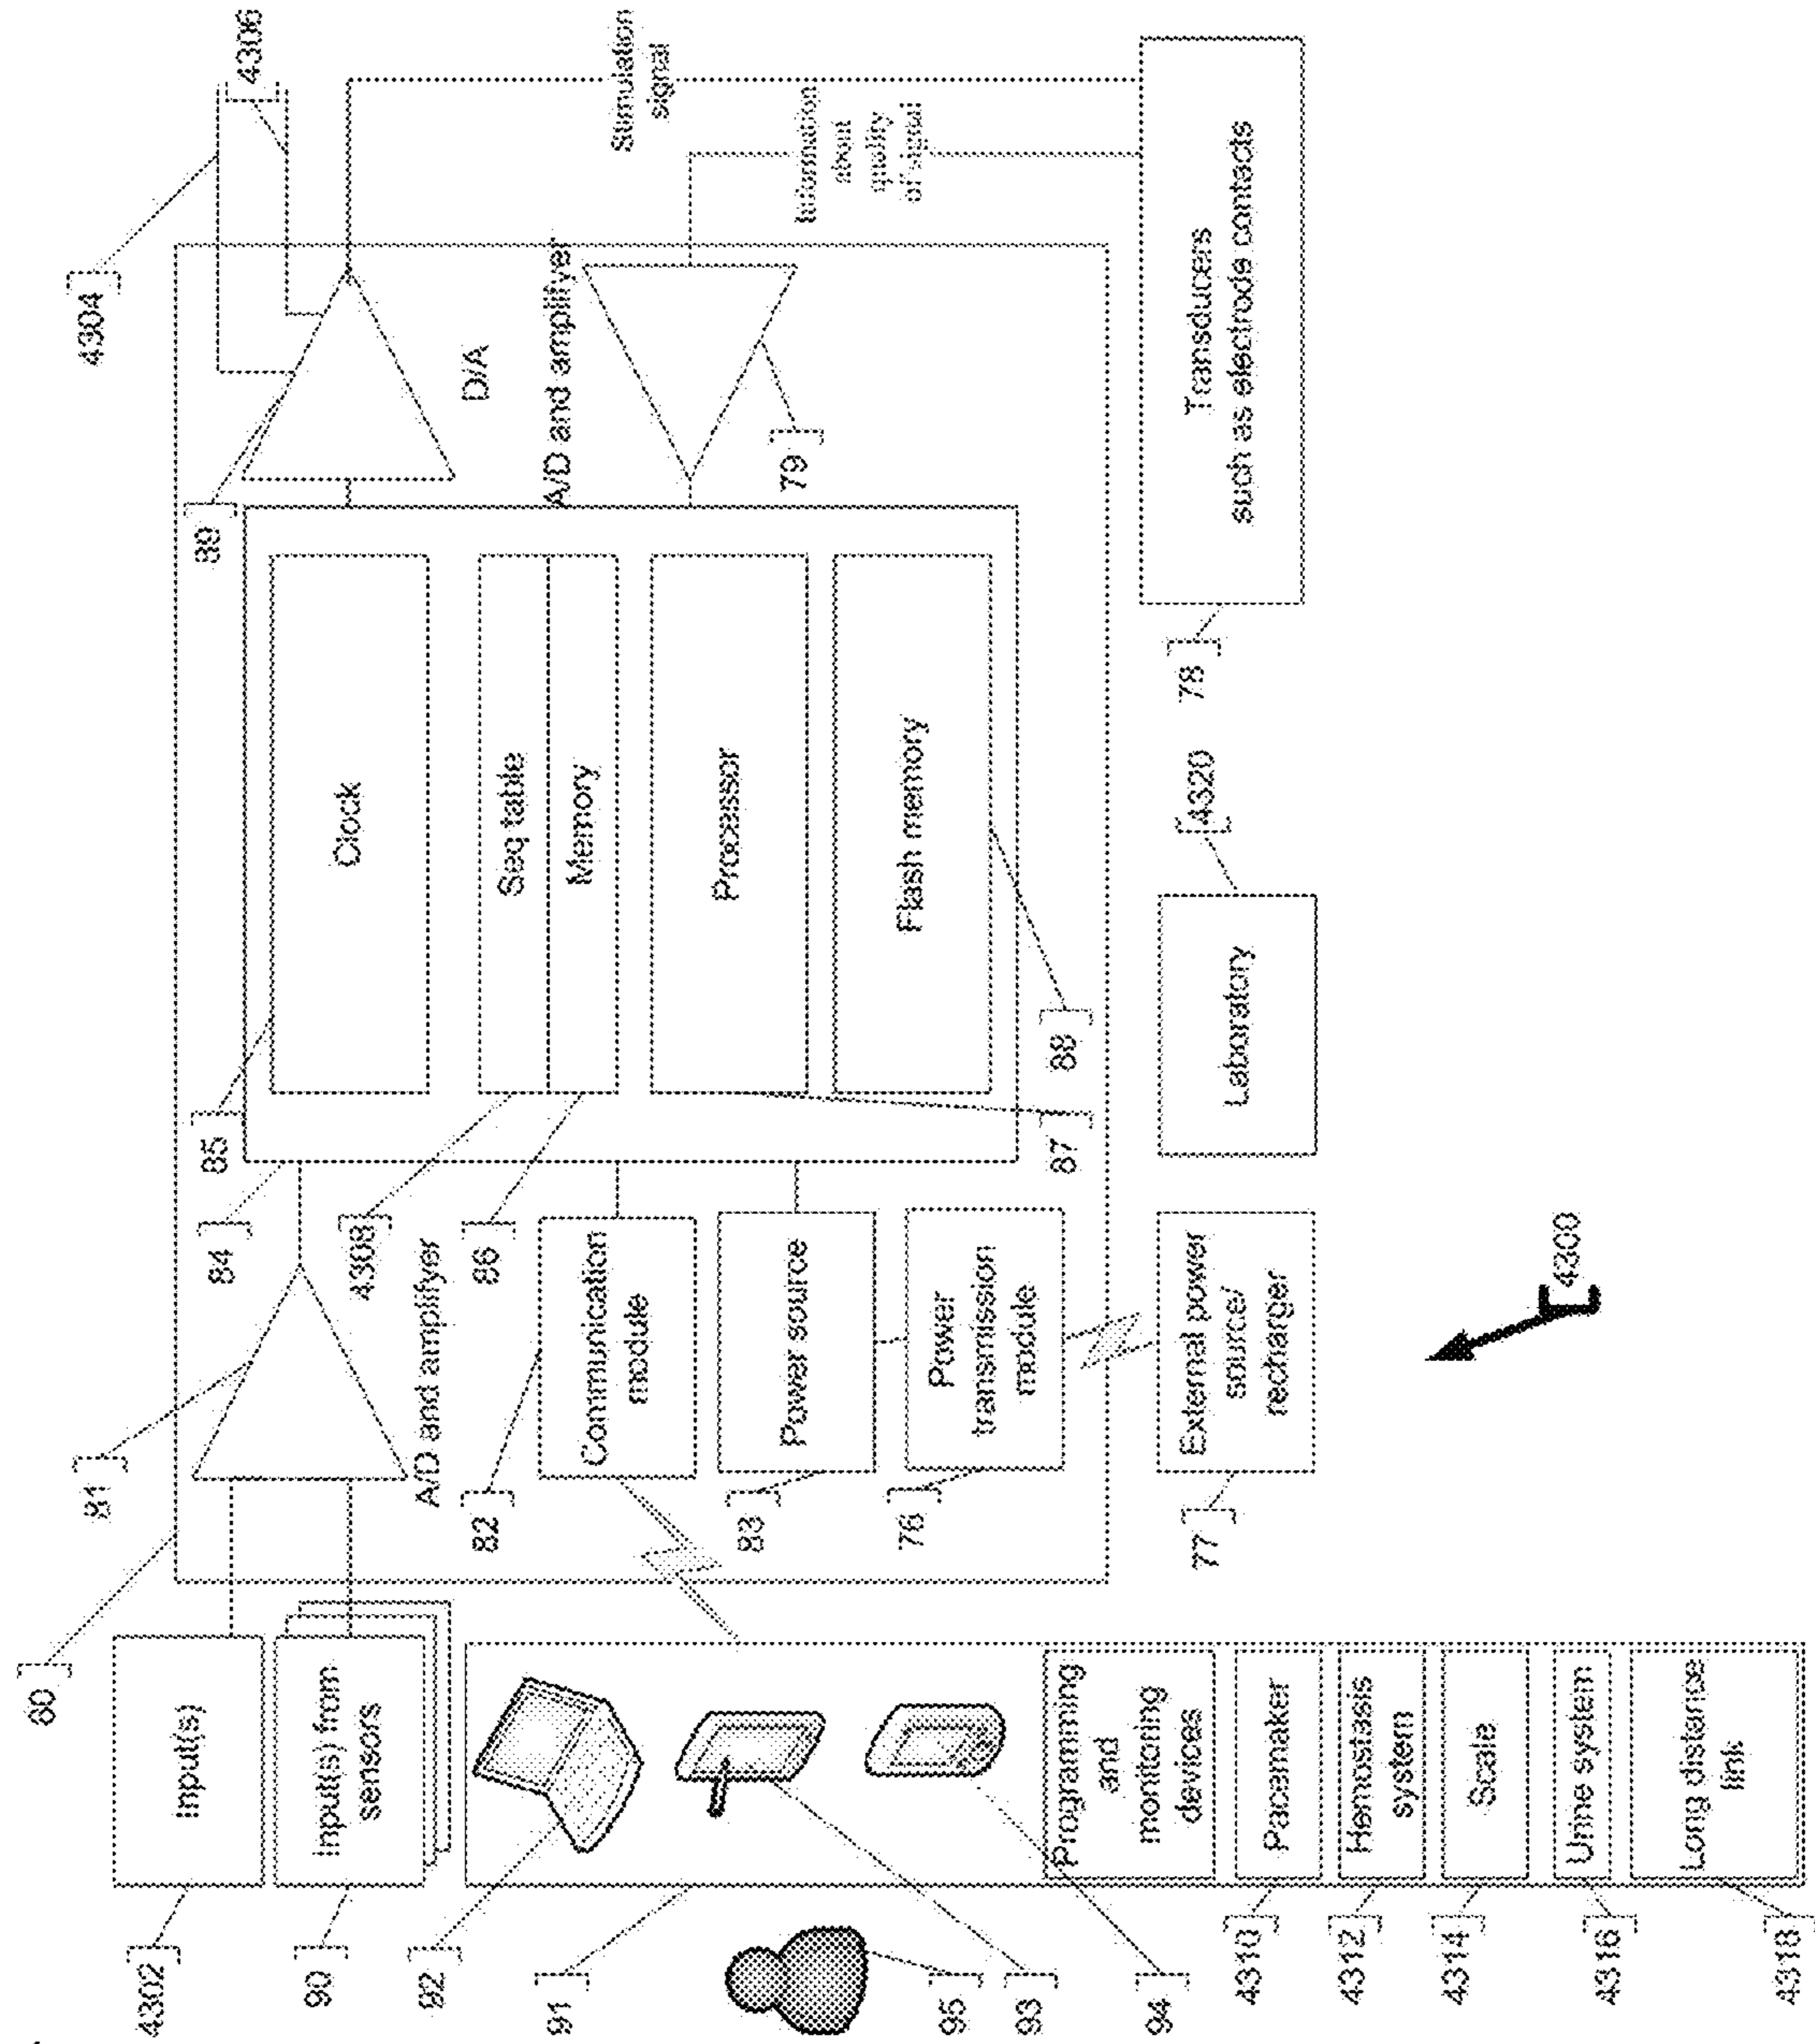 4302
Input(s)
80
81
84
85
89
4304
4306
Clock
90
Input(s) from
sensors
A/D and amplifyer
4308
86
Seq table
Memory
D/A
A/D and amplifyer
92
82
Communication
module
Stimulation
signal
91
83
Power source
Processor
79
Information
about
quality
of signal
95
93
94
76
Power
transmission
module
Flash memory
87
88
Programming
and
monitoring
devices
4310
Pacemaker
77
External power
source/
recharger
Laboratory
4320
78
Transducers
such as electrode contacts
4312
Hemostasis
system
4314
Scale
4316
Urine system
4318
Long distance
link
4300